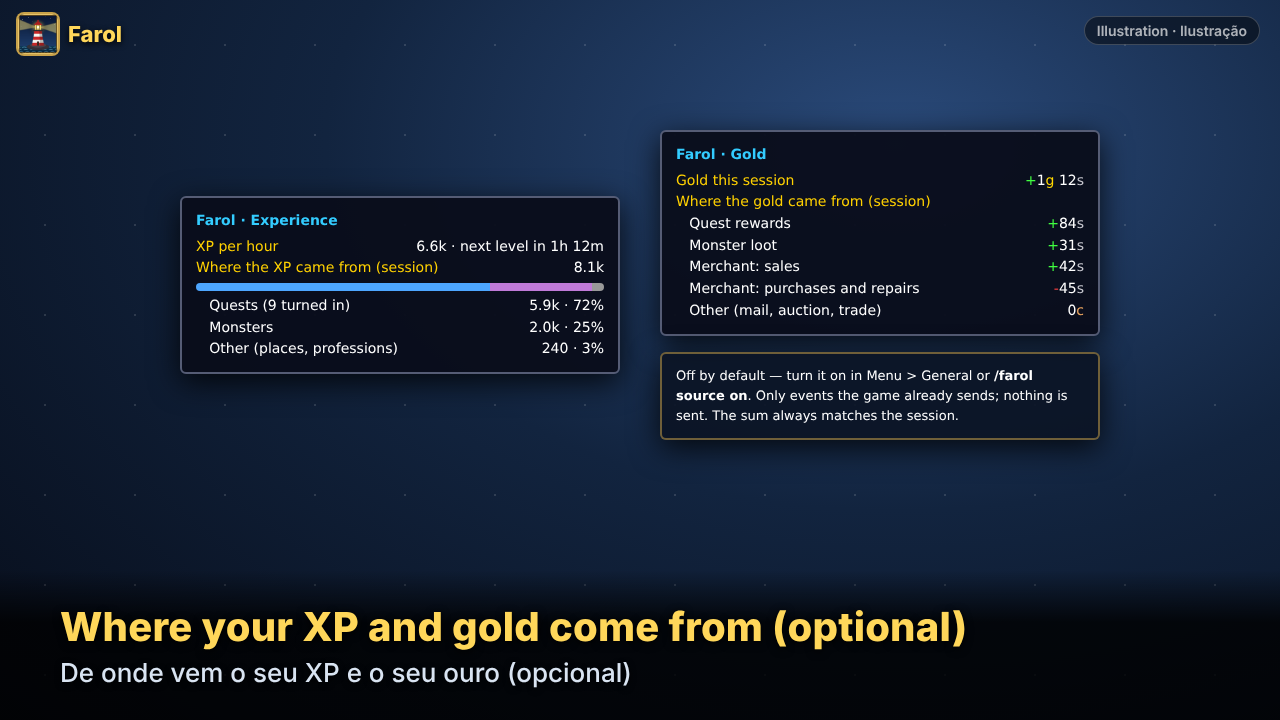 Farol
Illustration · Ilustração
Farol · Experience
XP per hour 6.6k · next level in 1h 12m
Where the XP came from (session) 8.1k
Quests (9 turned in) 5.9k · 72%
Monsters 2.0k · 25%
Other (places, professions) 240 · 3%
Farol · Gold
Gold this session +1g 12s
Where the gold came from (session)
Quest rewards +84s
Monster loot +31s
Merchant: sales +42s
Merchant: purchases and repairs -45s
Other (mail, auction, trade) 0c
Off by default — turn it on in Menu > General or /farol
source on. Only events the game already sends; nothing is
sent. The sum always matches the session.
Where your XP and gold come from (optional)
De onde vem o seu XP e o seu ouro (opcional)